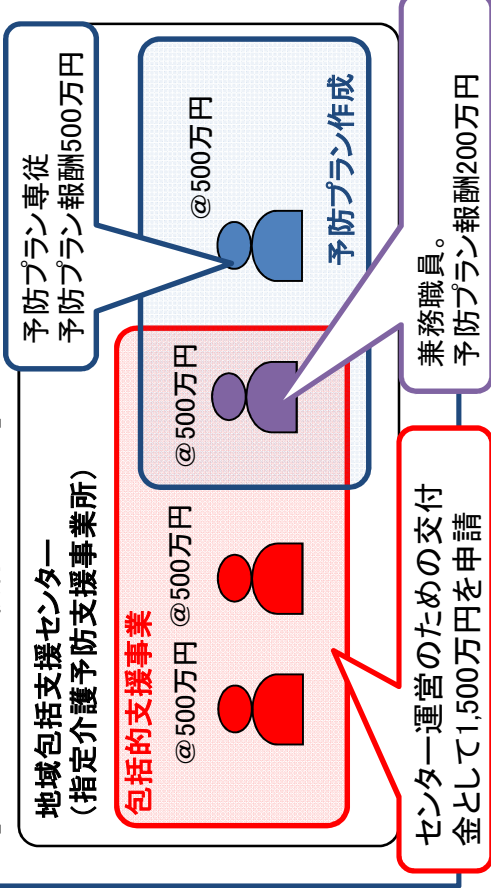 地域包括支援センター
(指定介護予防支援事業所)
予防プラン専従
予防プラン報酬500万円
包括的支援事業
@500万円
@500万円
@500万円
@500万円
予防プラン作成
センター運営のための交付
金として1,500万円を申請
兼務職員。
予防プラン報酬200万円